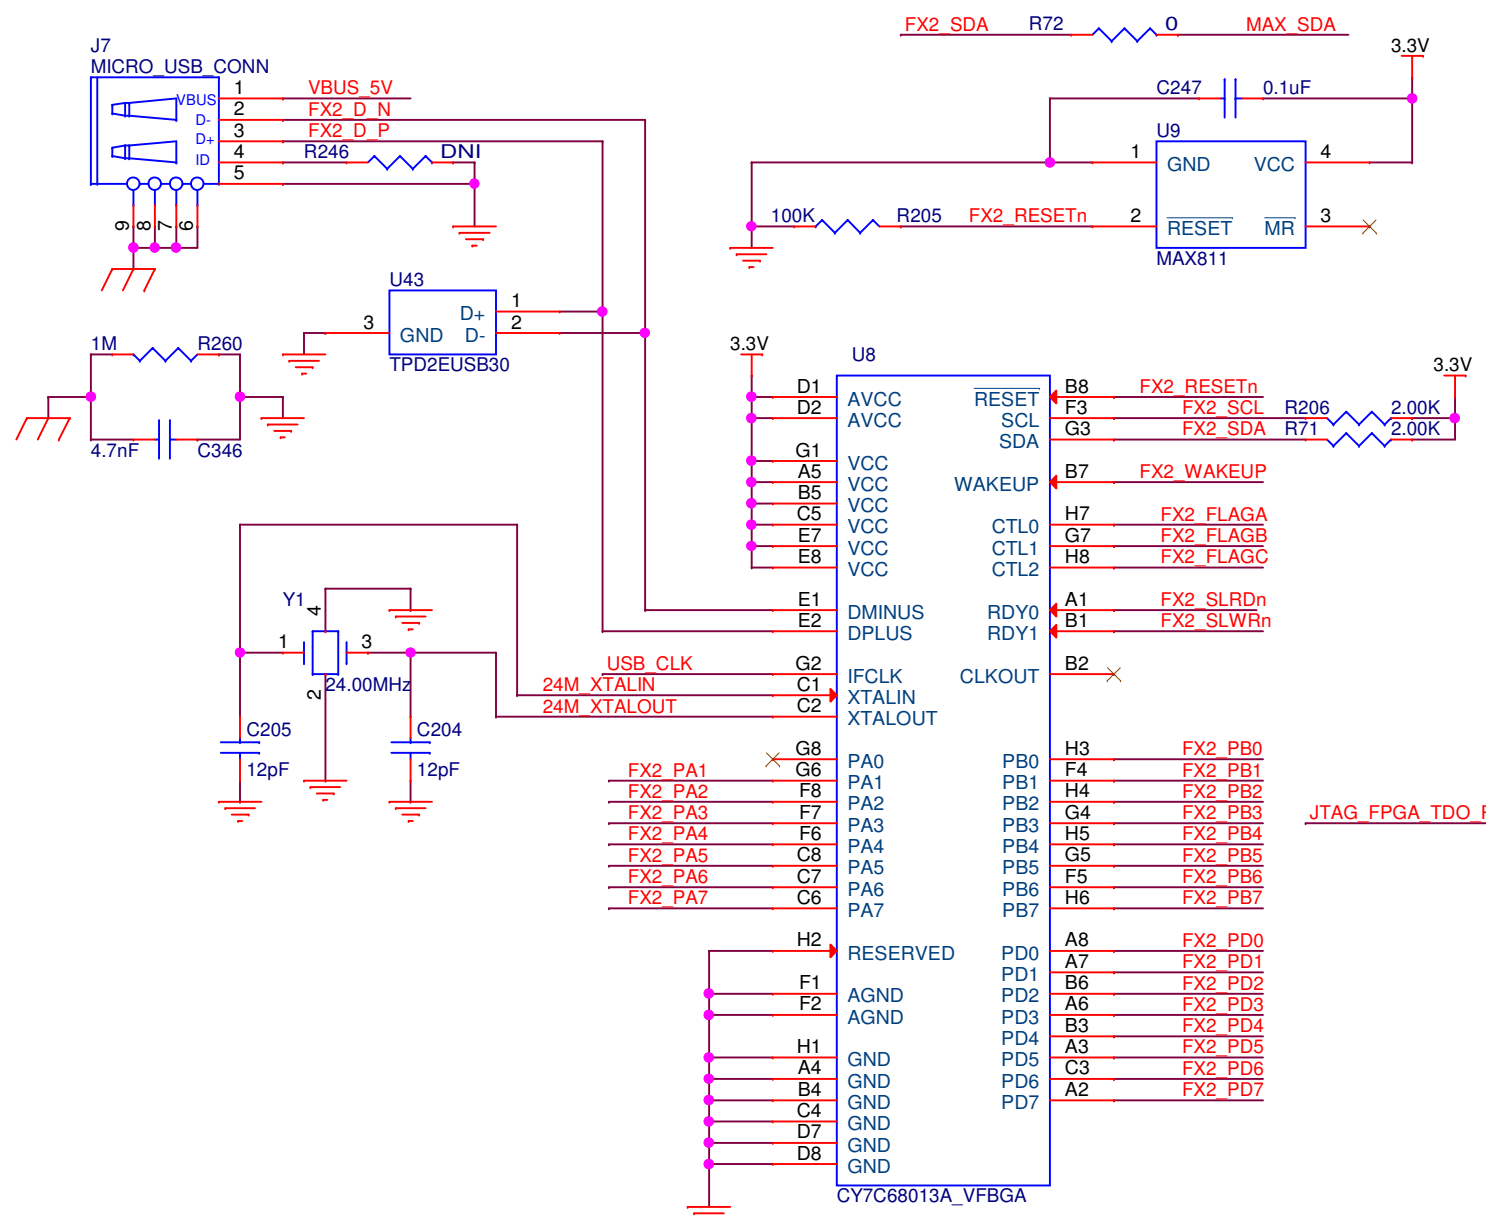 FX2_SDA R72 0 MAX_SDA
3.3V
J7
MICRO_USB_CONN
VBUS 1 VBUS_5V
D- 2 FX2_D_N
D+ 3 FX2_D_P
ID 4 R246 DNI
5
9 8 7 6
C247 0.1uF
U9
1 GND VCC 4
100K R205 FX2_RESETn 2 RESET MR 3
MAX811
U43
D+ 1
3 GND D- 2
TPD2EUSB30
1M R260
4.7nF C346
3.3V
U8
3.3V
D1 AVCC RESET B8 FX2_RESETn
D2 AVCC SCL F3 FX2_SCL R206 2.00K
SDA G3 FX2_SDA R71 2.00K
G1 VCC
A5 VCC WAKEUP B7 FX2_WAKEUP
B5 VCC
C5 VCC CTL0 H7 FX2_FLAGA
E7 VCC CTL1 G7 FX2_FLAGB
E8 VCC CTL2 H8 FX2_FLAGC
E1 DMINUS RDY0 A1 FX2_SLRDn
E2 DPLUS RDY1 B1 FX2_SLWRn
USB_CLK G2 IFCLK CLKOUT B2
24M_XTALIN C1 XTALIN
24M_XTALOUT C2 XTALOUT
Y1
4
1 3
2 24.00MHz
C205 C204
12pF 12pF
G8 PA0 PB0 H3 FX2_PB0
FX2_PA1 G6 PA1 PB1 F4 FX2_PB1
FX2_PA2 F8 PA2 PB2 H4 FX2_PB2
FX2_PA3 F7 PA3 PB3 G4 FX2_PB3 JTAG_FPGA_TDO_
FX2_PA4 F6 PA4 PB4 H5 FX2_PB4
FX2_PA5 C8 PA5 PB5 G5 FX2_PB5
FX2_PA6 C7 PA6 PB6 F5 FX2_PB6
FX2_PA7 C6 PA7 PB7 H6 FX2_PB7
H2 RESERVED PD0 A8 FX2_PD0
PD1 A7 FX2_PD1
F1 AGND PD2 B6 FX2_PD2
F2 AGND PD3 A6 FX2_PD3
PD4 B3 FX2_PD4
H1 GND PD5 A3 FX2_PD5
A4 GND PD6 C3 FX2_PD6
B4 GND PD7 A2 FX2_PD7
C4 GND
D7 GND
D8 GND
CY7C68013A_VFBGA